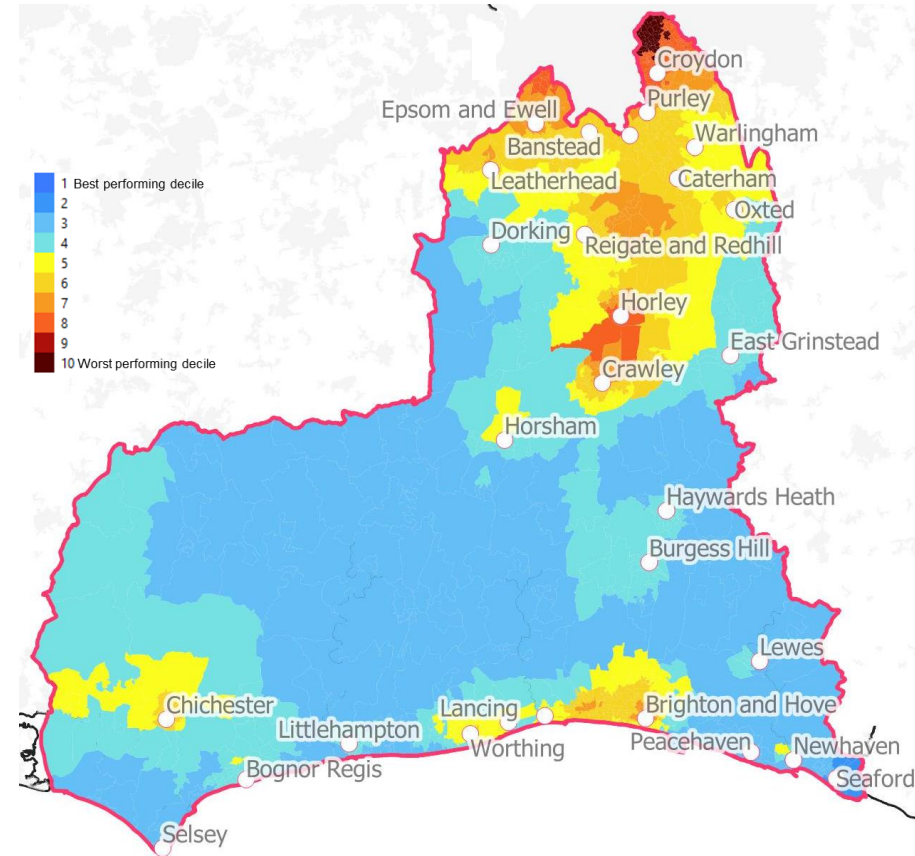 Croydon
Purley
Epsom and Ewell
Banstead
Warlingham
Leatherhead
Caterham
Oxted
Dorking
Reigate and Redhill
Horley
East Grinstead
Crawley
Horsham
1 Best performing decile
2
3
4
5
6
7
8
9
10 Worst performing decile
Haywards Heath
Burgess Hill
Lewes
Chichester
Lancing
Brighton and Hove
Littlehampton
Worthing
Peacehaven
Newhaven
Bognor Regis
Seaford
Selsey